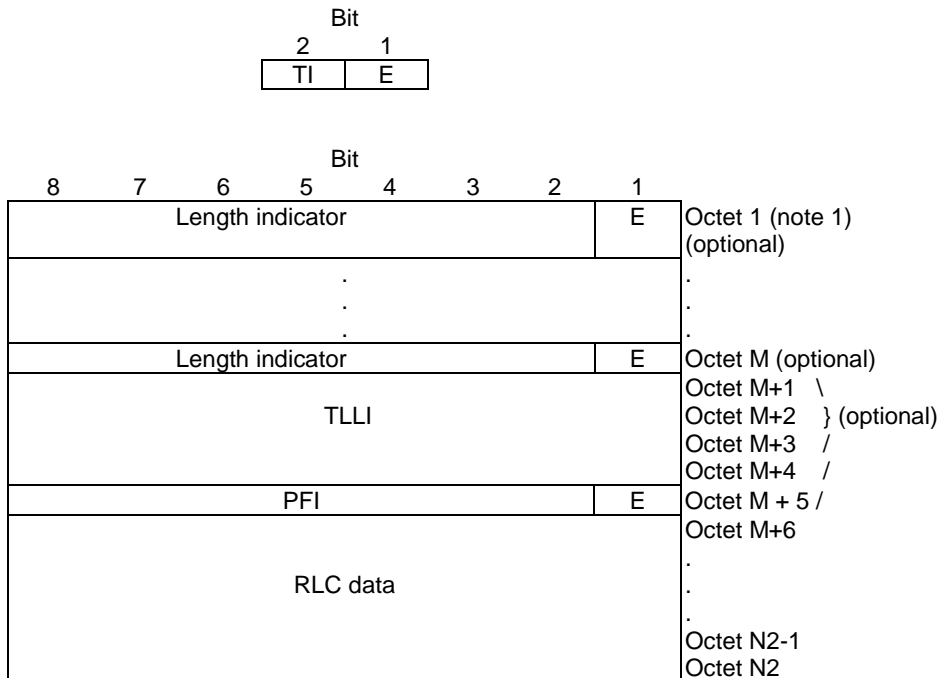 Bit
2 1
TI E
Bit
8 7 6 5 4 3 2 1
Length indicator E Octet 1 (note 1)
(optional)
. .
. .
. .
Length indicator E Octet M (optional)
Octet M+1 \
TLLI Octet M+2 } (optional)
Octet M+3 /
Octet M+4 /
PFI E Octet M + 5 /
Octet M+6
.
RLC data .
.
Octet N2-1
Octet N2